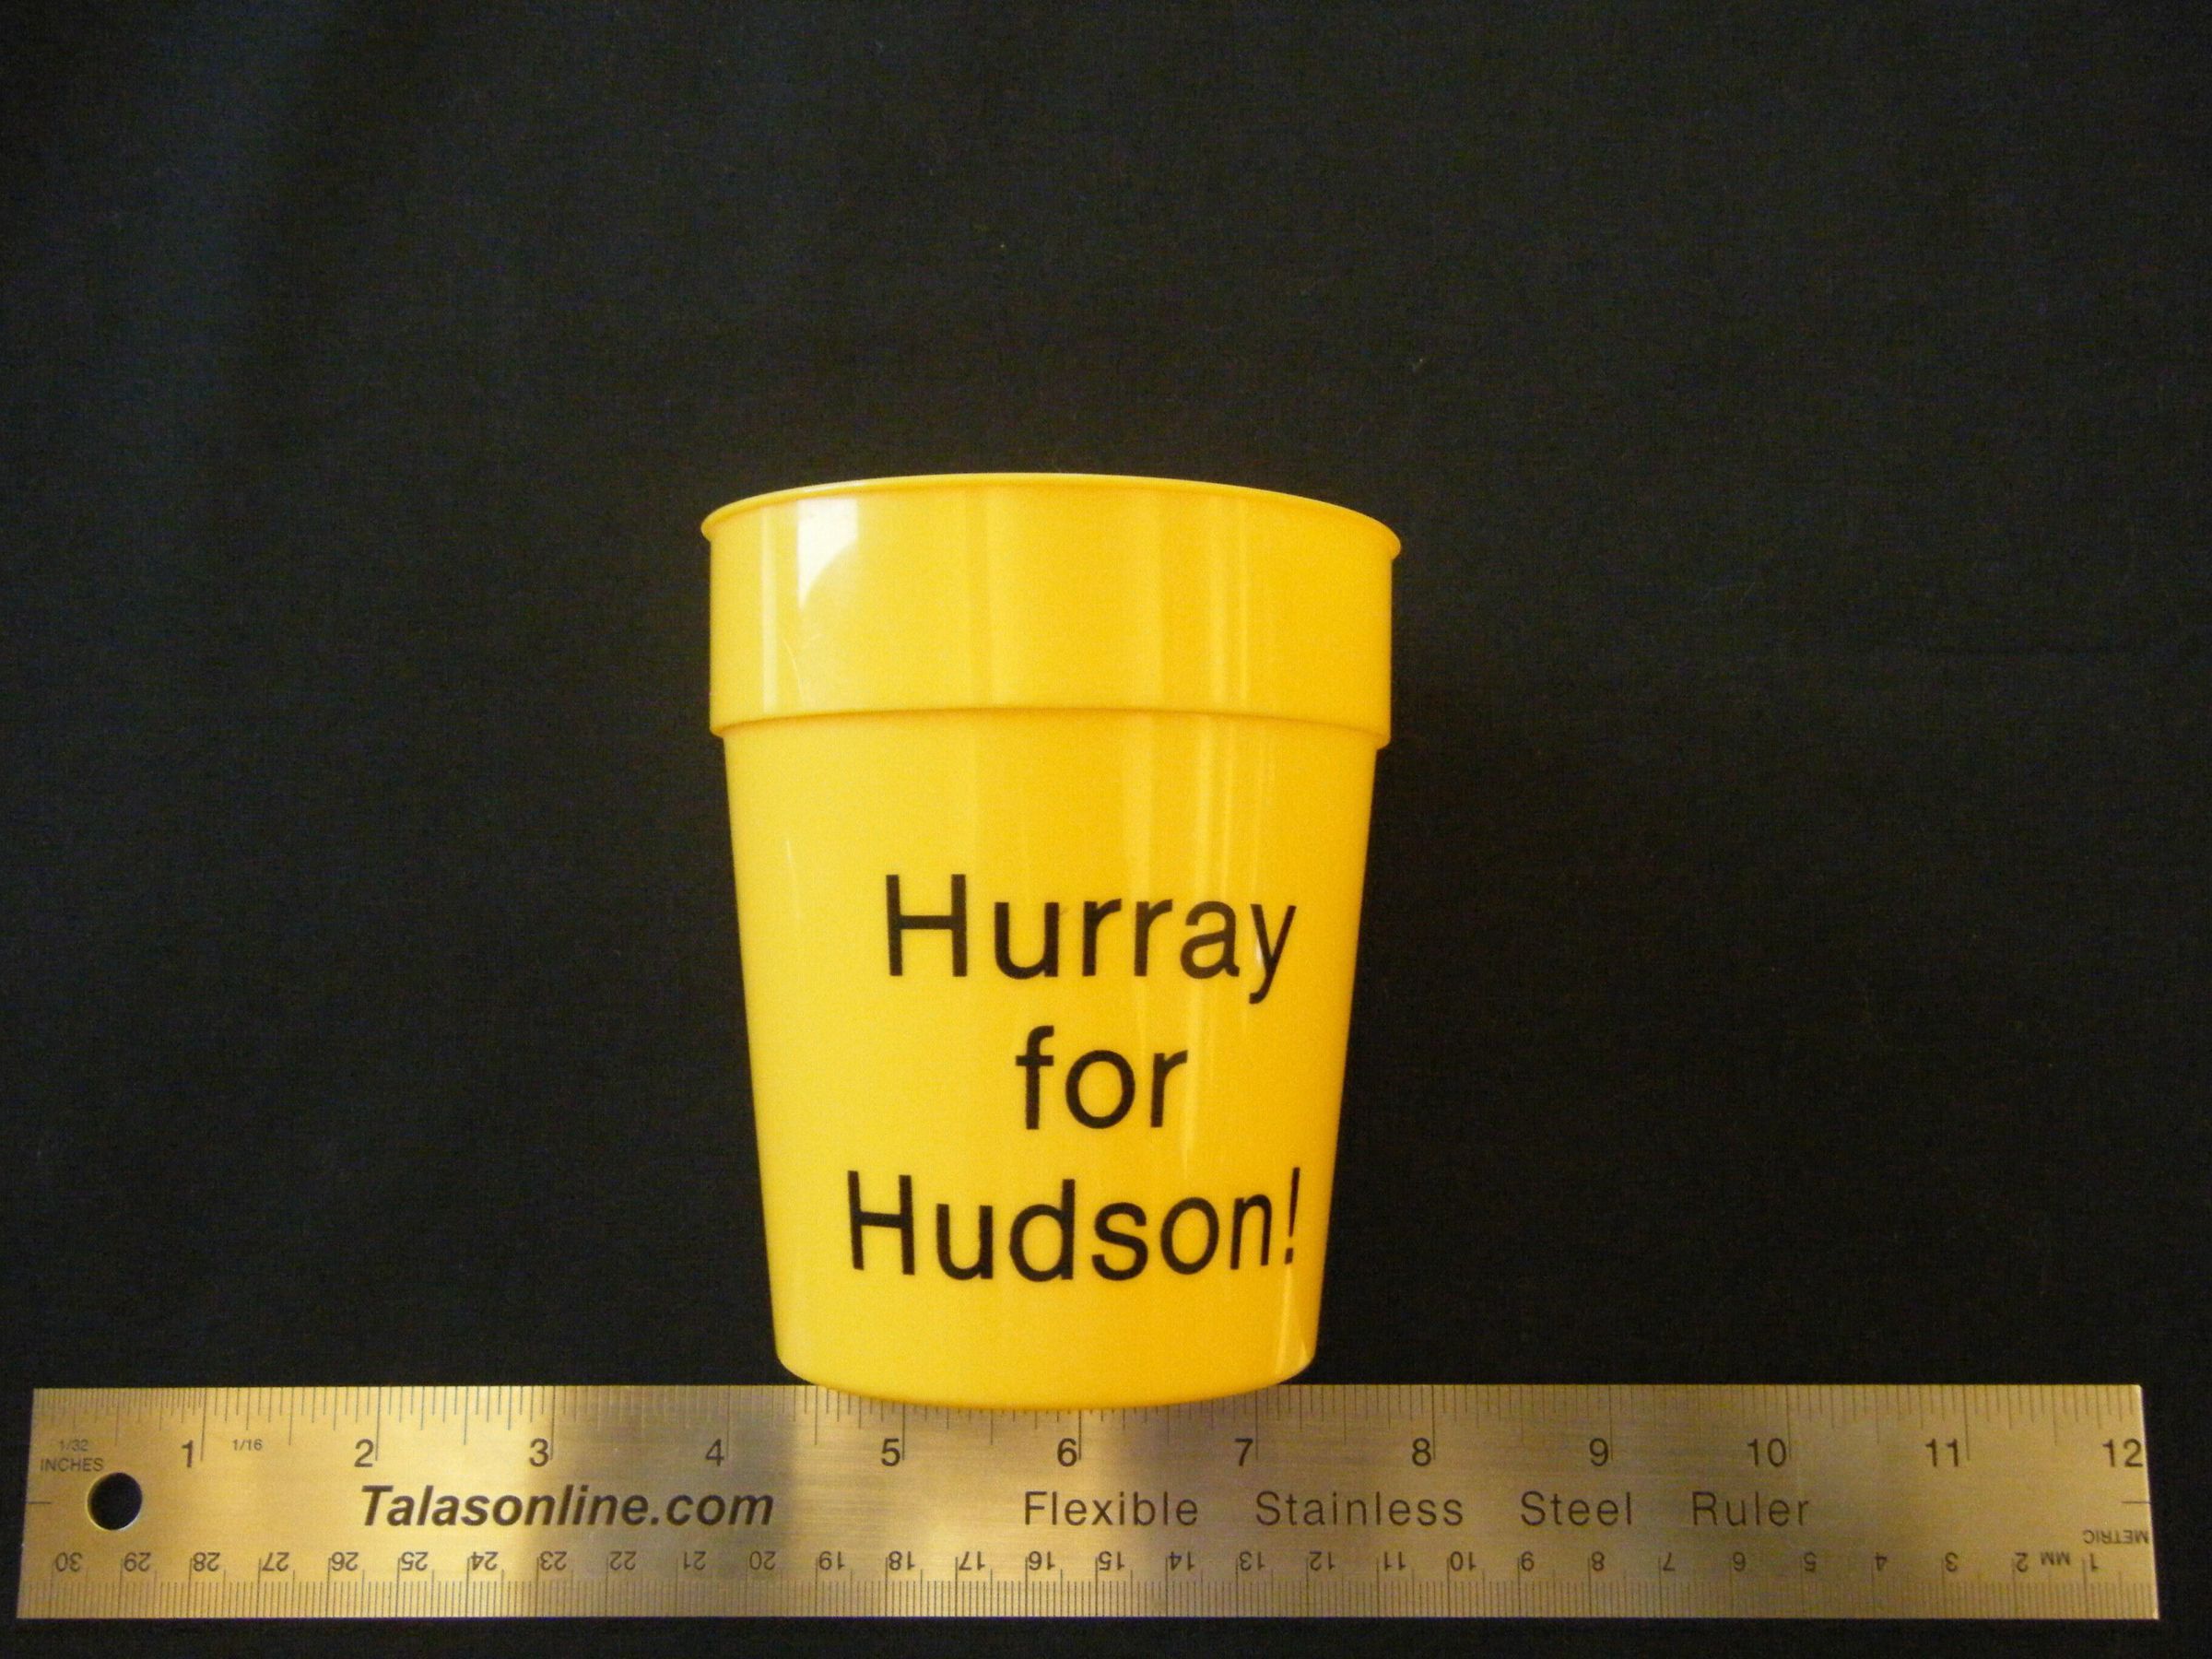 Hurray
for
Hudson!
1 2 3 4 5 6 7 8 9 10 11 12
1/32 1/16
INCHES
Talasonline.com Flexible Stainless Steel Ruler
METRIC
30 29 28 27 26 25 24 23 22 21 20 19 18 17 16 15 14 13 12 11 10 9 8 7 6 5 4 3 2 MM 1